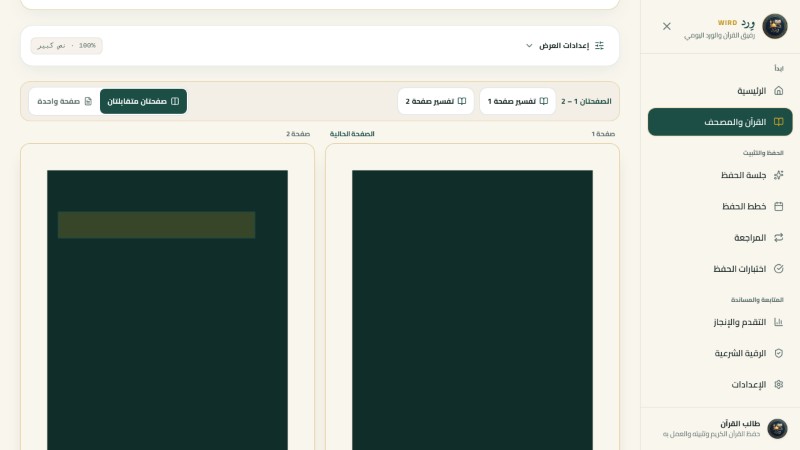 وِرد WIRD
رفيق القرآن والورد اليومي
ابدأ
الرئيسية
القرآن والمصحف
الحفظ والتثبيت
جلسة الحفظ
خطط الحفظ
المراجعة
اختبارات الحفظ
المتابعة والمساندة
التقدم والإنجاز
الرقية الشرعية
الإعدادات
طالب القرآن
حفظ القرآن الكريم وتثبيته والعمل به
إعدادات العرض
100% · نص كبير
الصفحتان 1 – 2
تفسير صفحة 1
تفسير صفحة 2
صفحتان متقابلتان
صفحة واحدة
صفحة 1
الصفحة الحالية
صفحة 2